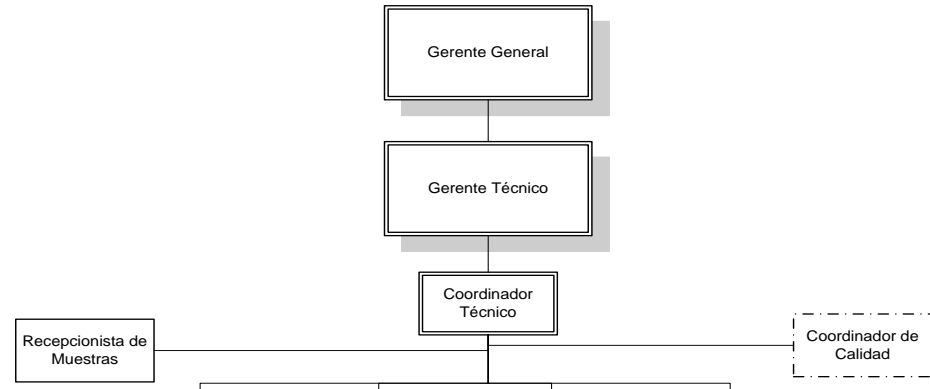 Gerente General
Gerente Técnico
Coordinador
Técnico
Recepcionista de
Muestras
Coordinador de
Calidad